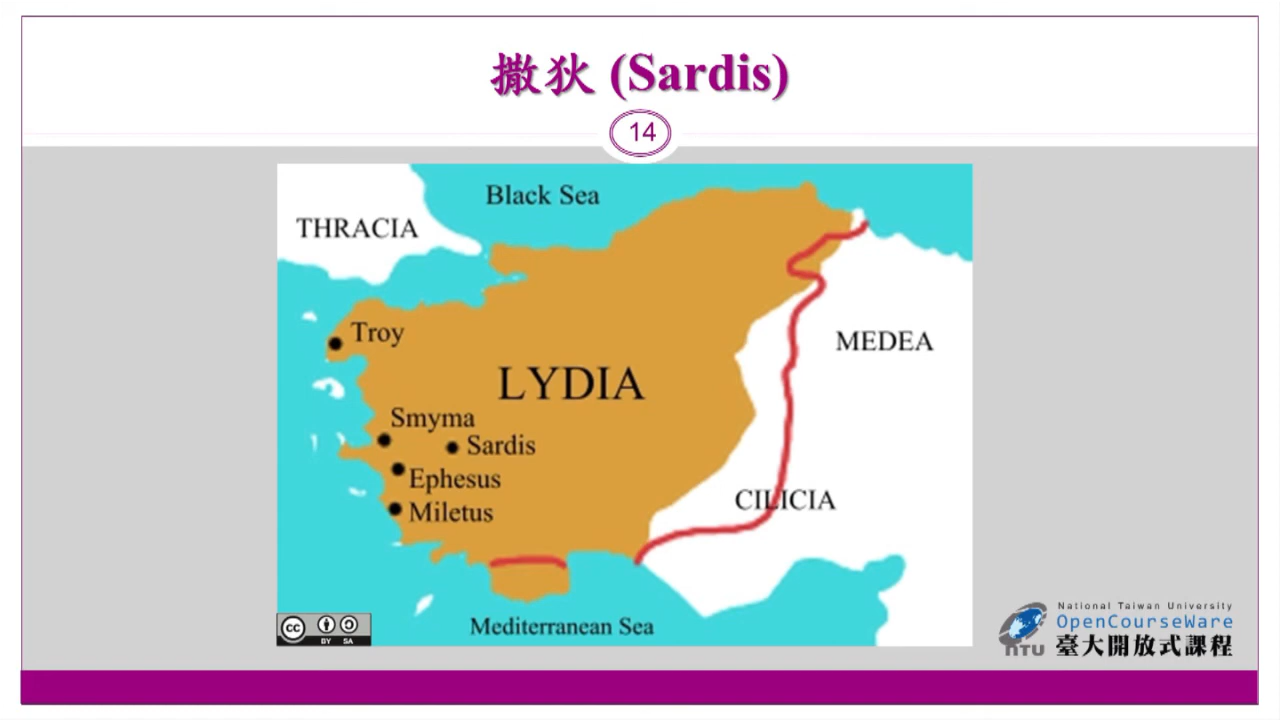 撒狄 (Sardis)
14
Black Sea
THRACIA
Troy
MEDEA
LYDIA
Smyma
Sardis
Ephesus
CILICIA
Miletus
Mediterranean Sea
cc
BY SA
National Taiwan University
OpenCourseWare
NTU 臺大開放式課程